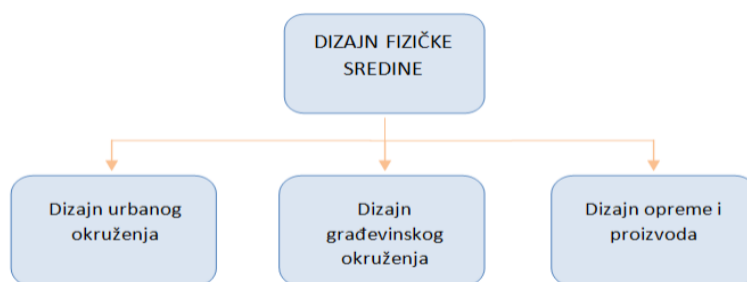 DIZAJN FIZIČKE
SREDINE
Dizajn urbanog
okruženja
Dizajn
građevinskog
okruženja
Dizajn opreme i
proizvoda